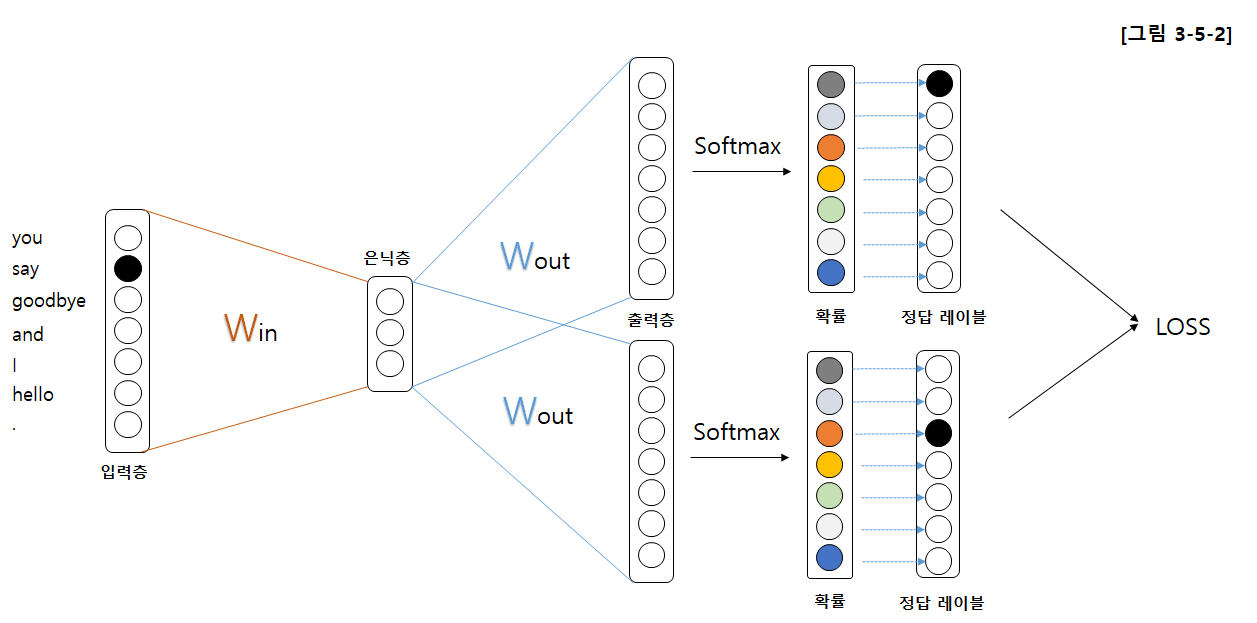 [그림 3-5-2]
you
say
goodbye
and
I
hello
.
입력층
Win
은닉층
Wout
Wout
출력층
Softmax
확률
정답 레이블
Softmax
확률
정답 레이블
LOSS